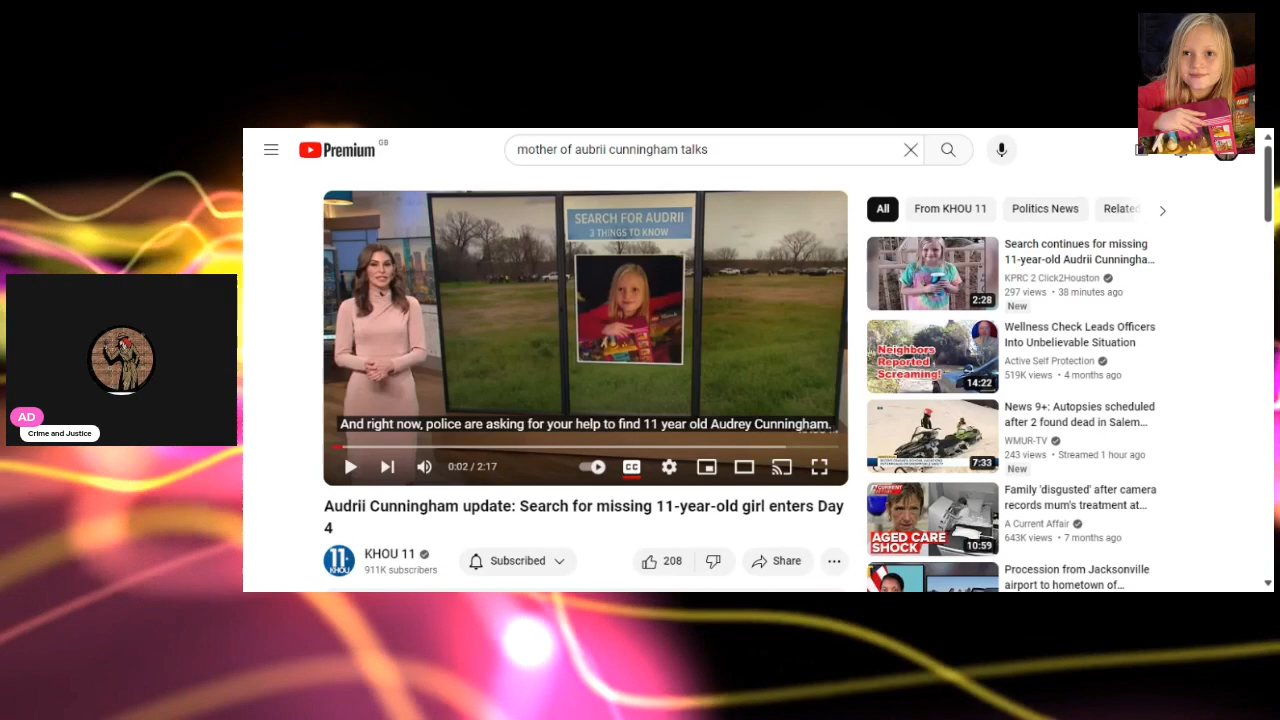 Premium GB
mother of aubrii cunningham talks
SEARCH FOR AUDRII
3 THINGS TO KNOW
And right now, police are asking for your help to find 11 year old Audrey Cunningham.
0:02 / 2:17
CC
Audrii Cunningham update: Search for missing 11-year-old girl enters Day
4
11
KHOU
KHOU 11
911K subscribers
Subscribed
208
Share
All
From KHOU 11
Politics News
Related
2:28
Search continues for missing
11-year-old Audrii Cunningha...
KPRC 2 Click2Houston
297 views • 38 minutes ago
New
Neighbors
Reported
Screaming!
14:22
Wellness Check Leads Officers
Into Unbelievable Situation
Active Self Protection
519K views • 4 months ago
7:33
News 9+: Autopsies scheduled
after 2 found dead in Salem...
WMUR-TV
243 views • Streamed 1 hour ago
New
A CURRENT
AFFAIR
AGED CARE
SHOCK
10:59
Family 'disgusted' after camera
records mum's treatment at...
A Current Affair
643K views • 7 months ago
Procession from Jacksonville
airport to hometown of...
AD
Crime and Justice